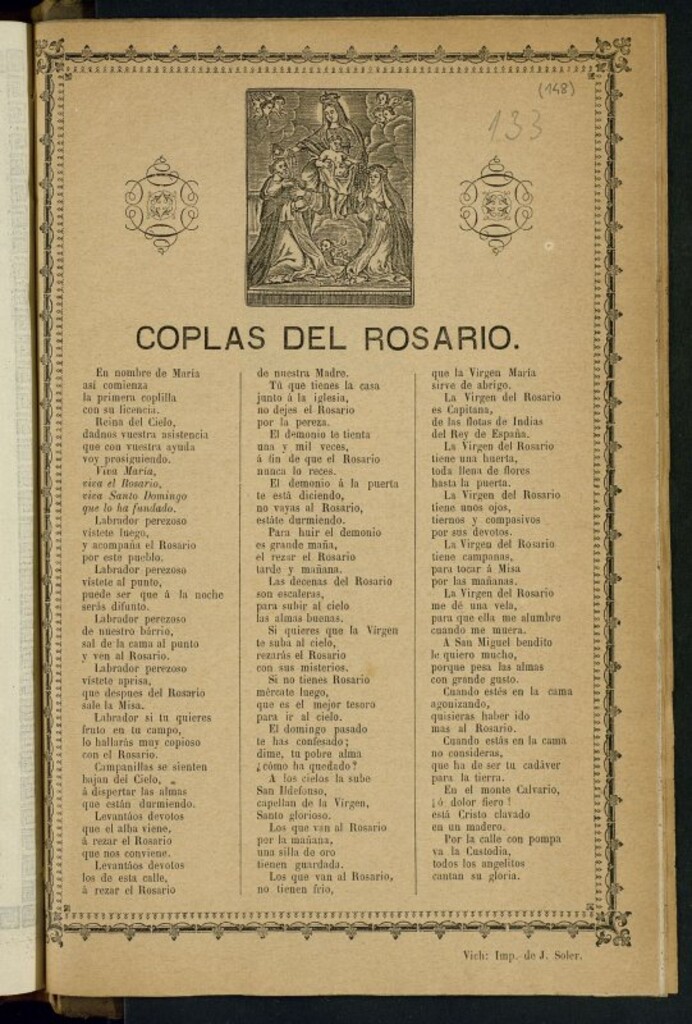 (148)
133
COPLAS DEL ROSARIO.
En nombre de María
así comienza
la primera coplilla
con su licencia.
Reina del Cielo,
dadnos vuestra asistencia
que con vuestra ayuda
voy prosiguiendo.
Viva María,
viva el Rosario,
viva Santo Domingo
que lo ha fundado.
Labrador perezoso
vístete luego,
y acompaña el Rosario
por este pueblo.
Labrador perezoso
vístete al punto,
puede ser que á la noche
serás difunto.
Labrador perezoso
de nuestro bárrio,
sal de la cama al punto
y ven al Rosario.
Labrador perezoso
vístete aprisa,
que despues del Rosario
sale la Misa.
Labrador si tu quieres
fruto en tu campo,
lo hallarás muy copioso
con el Rosario.
Campanillas se sienten
bajan del Cielo,
á dispertar las almas
que están durmiendo.
Levantáos devotos
que el alba viene,
á rezar el Rosario
que nos conviene.
Levantáos devotos
los de esta calle,
á rezar el Rosario
de nuestra Madre.
Tú que tienes la casa
junto á la iglesia,
no dejes el Rosario
por la pereza.
El demonio te tienta
una y mil veces,
á fin de que el Rosario
nunca lo reces.
El demonio á la puerta
te está diciendo,
no vayas al Rosario,
estáte durmiendo.
Para huir el demonio
es grande maña,
el rezar el Rosario
tarde y mañana.
Las decenas del Rosario
son escaleras,
para subir al cielo
las almas buenas.
Si quieres que la Vírgen
te suba al cielo,
rezarás el Rosario
con sus misterios.
Si no tienes Rosario
mércate luego,
que es el mejor tesoro
para ir al cielo.
El domingo pasado
te has confesado;
dime, tu pobre alma
¿cómo ha quedado?
A los cielos la sube
San Ildefonso,
capellan de la Vírgen,
Santo glorioso.
Los que van al Rosario
por la mañana,
una silla de oro
tienen guardada.
Los que van al Rosario,
no tienen frio,
que la Vírgen María
sirve de abrigo.
La Vírgen del Rosario
es Capitana,
de las flotas de Indias
del Rey de España.
La Vírgen del Rosario
tiene una huerta,
toda llena de flores
hasta la puerta.
La Vírgen del Rosario
tiene unos ojos,
tiernos y compasivos
por sus devotos.
La Vírgen del Rosario
tiene campanas,
para tocar á Misa
por las mañanas.
La Vírgen del Rosario
me dé una vela,
para que ella me alumbre
cuando me muera.
A San Miguel bendito
le quiero mucho,
porque pesa las almas
con grande gusto.
Cuando estés en la cama
agonizando,
quisieras haber ido
mas al Rosario.
Cuando estás en la cama
no consideras,
que ha de ser tu cadáver
para la tierra.
En el monte Calvario,
¡ó dolor fiero!
está Cristo clavado
en un madero.
Por la calle con pompa
va la Custodia,
todos los angelitos
cantan su gloria.
Vich: Imp. de J. Soler.